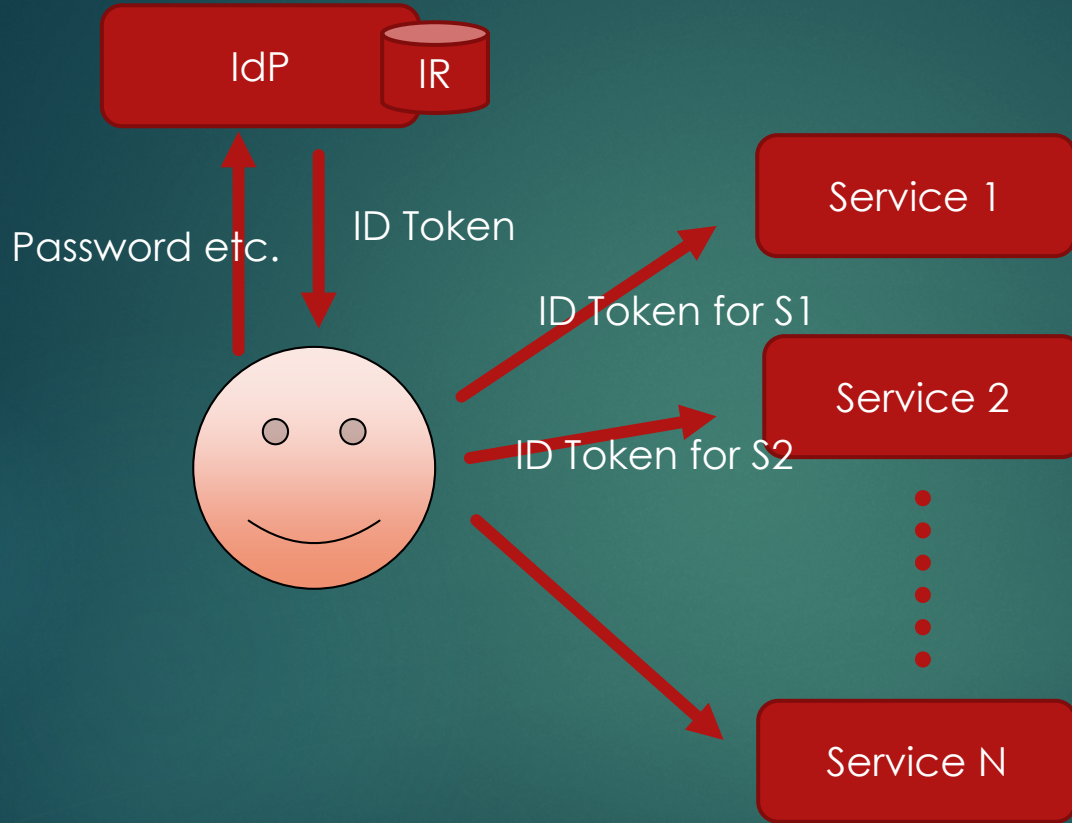 IdP
IR
Password etc.
ID Token
Service 1
ID Token for S1
Service 2
ID Token for S2
Service N